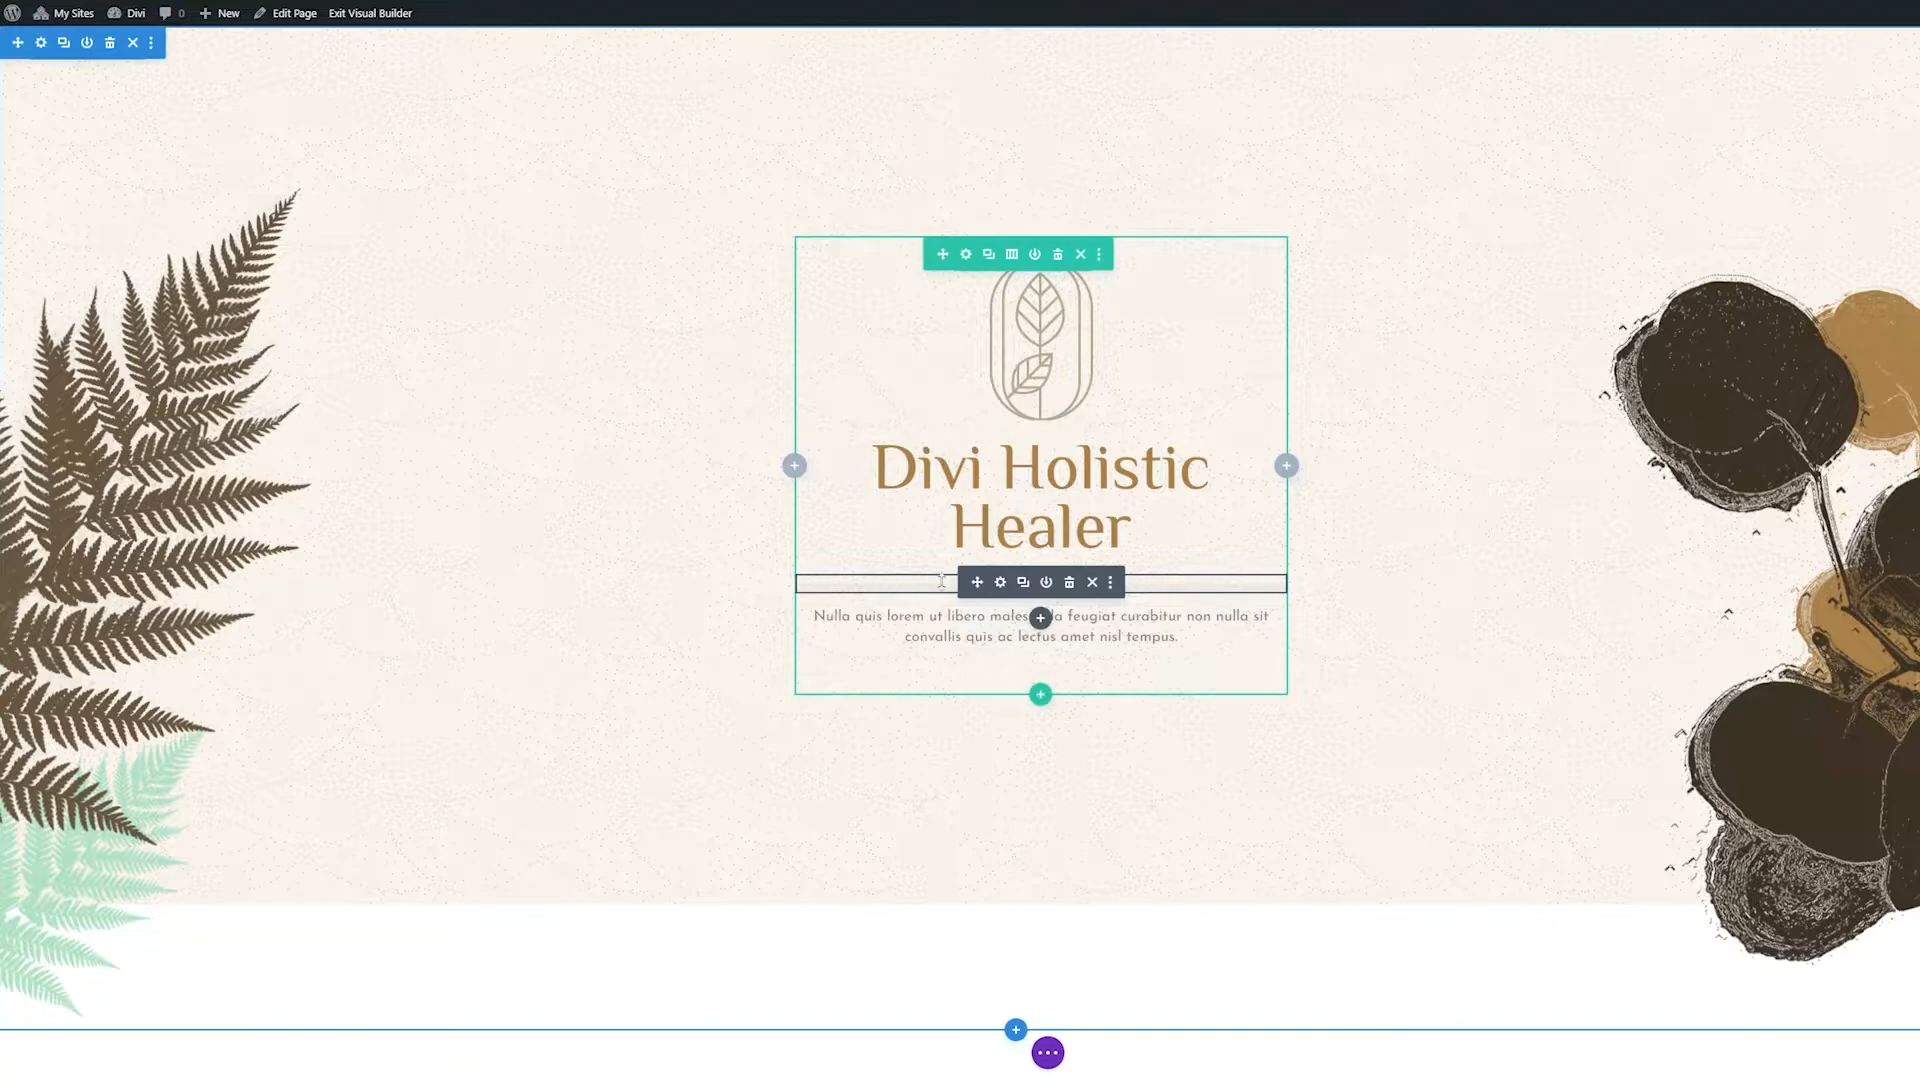 My Sites Divi 0 New Edit Page Exit Visual Builder
Divi Holistic
Healer
Nulla quis lorem ut libero males a feugiat curabitur non nulla sit
convallis quis ac lectus amet nisl tempus.